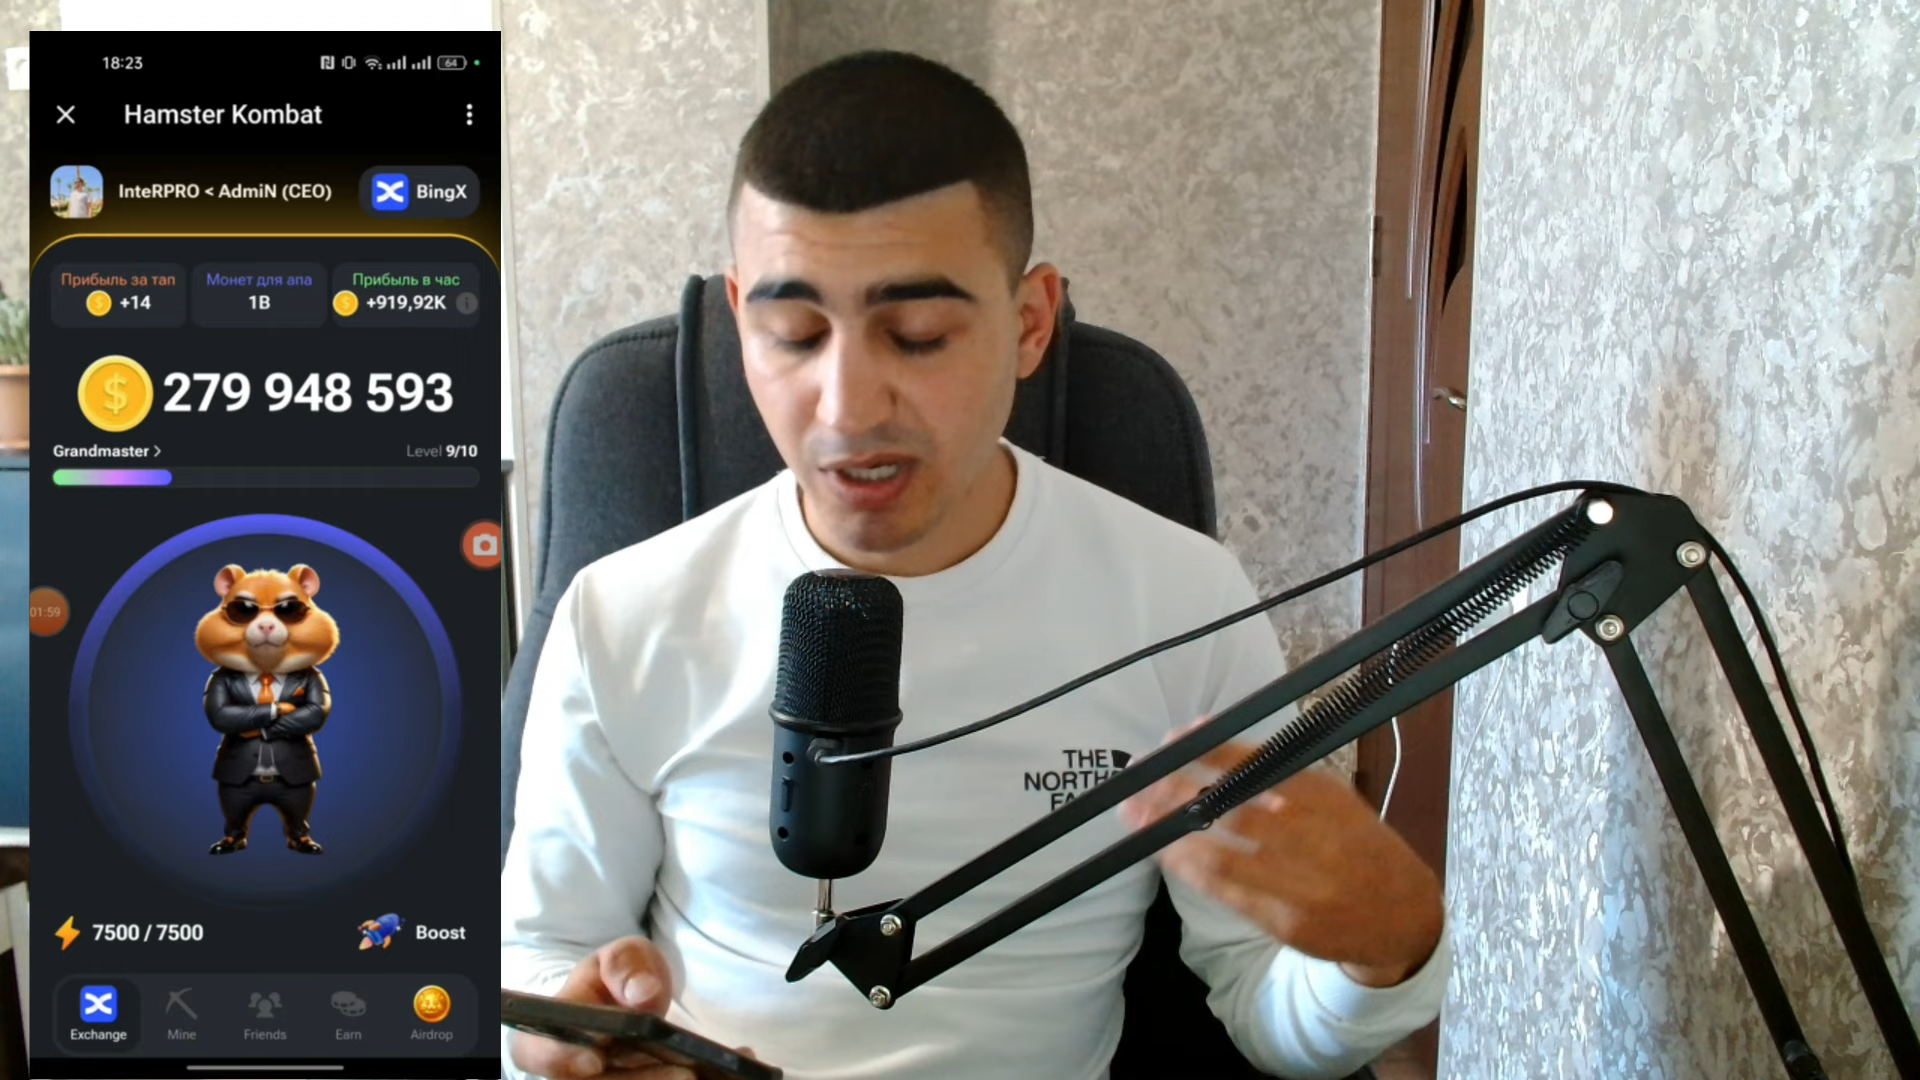 18:23
64
Hamster Kombat
InteRPRO < AdmiN (CEO)
BingX
Прибыль за тап
+14
Монет для апа
1B
Прибыль в час
+919,92K
279 948 593
Grandmaster >
Level 9/10
01:59
7500 / 7500
Boost
Exchange
Mine
Friends
Earn
Airdrop
THE
NORTH